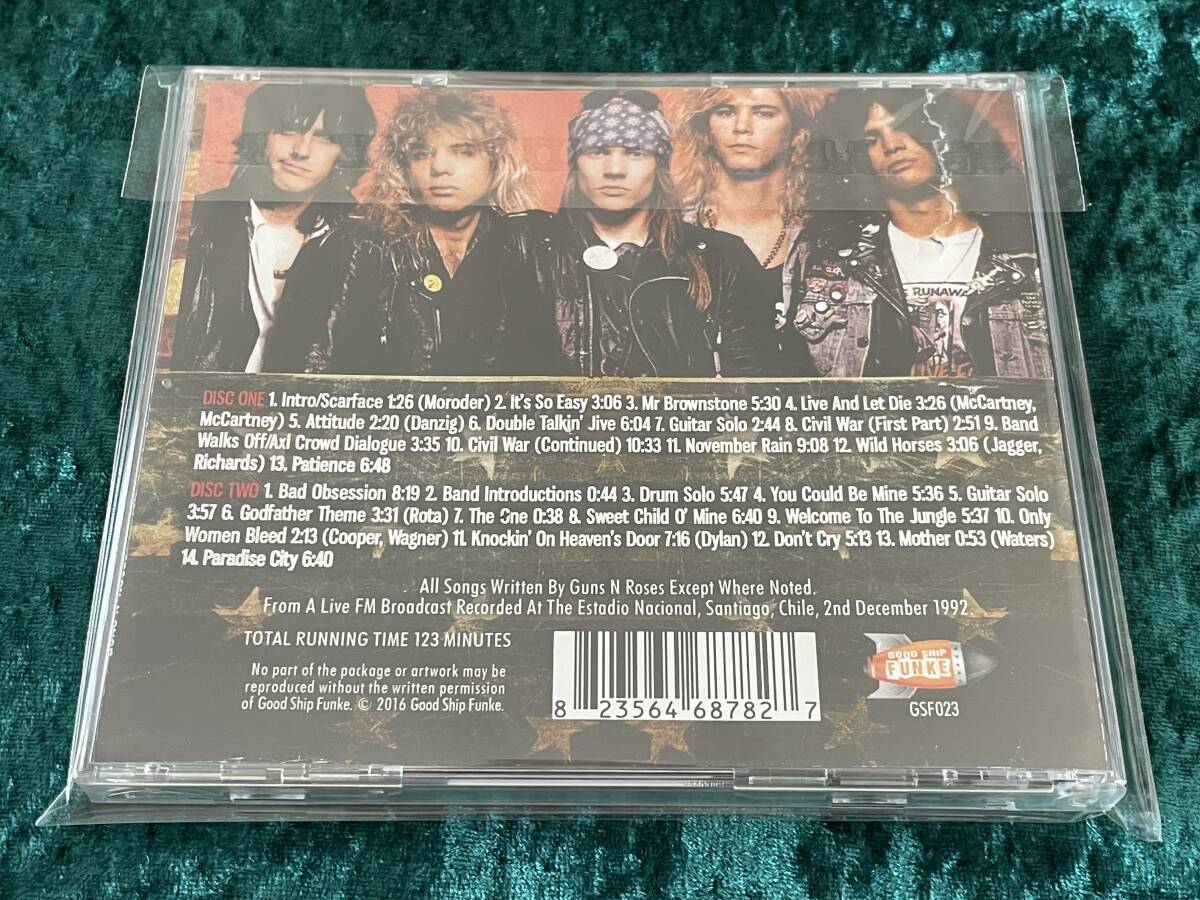 RUNAWA
LIVE
DISC ONE 1. Intro/Scarface 1:26 (Moroder) 2. It's So Easy 3:06 3. Mr Brownstone 5:30 4. Live And Let Die 3:26 (McCartney,
McCartney) 5. Attitude 2:20 (Danzig) 6. Double Talkin' Jive 6:04 7. Guitar Solo 2:44 8. Civil War (First Part) 2:51 9. Band
Walks Off/Axl Crowd Dialogue 3:35 10. Civil War (Continued) 10:33 11. November Rain 9:08 12. Wild Horses 3:06 (Jagger,
Richards) 13. Patience 6:48
DISC TWO 1. Bad Obsession 8:19 2. Band Introductions 0:44 3. Drum Solo 5:47 4. You Could Be Mine 5:36 5. Guitar Solo
3:57 6. Godfather Theme 3:31 (Rota) 7. The One 0:38 8. Sweet Child O' Mine 6:40 9. Welcome To The Jungle 5:37 10. Only
Women Bleed 2:13 (Cooper, Wagner) 11. Knockin' On Heaven's Door 7:16 (Dylan) 12. Don't Cry 5:13 13. Mother 0:53 (Waters)
14. Paradise City 6:40
All Songs Written By Guns N Roses Except Where Noted.
From A Live FM Broadcast Recorded At The Estadio Nacional, Santiago, Chile, 2nd December 1992.
TOTAL RUNNING TIME 123 MINUTES
No part of the package or artwork may be
reproduced without the written permission
of Good Ship Funke. © 2016 Good Ship Funke.
8 23564 68782 7
GOOD SHIP
FUNKE
GSF023